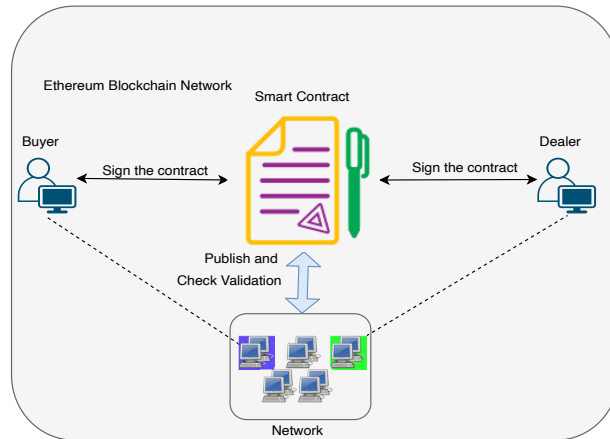 Ethereum Blockchain Network
Smart Contract
Buyer
Dealer
Sign the contract
Sign the contract
Publish and
Check Validation
Network